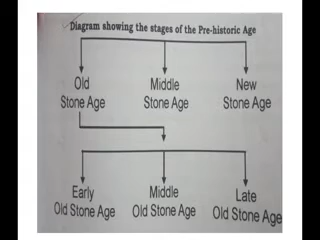 Diagram showing the stages of the Pre-historic Age
Old Middle New
Stone Age Stone Age Stone Age
Early Middle Late
Old Stone Age Old Stone Age Old Stone Age